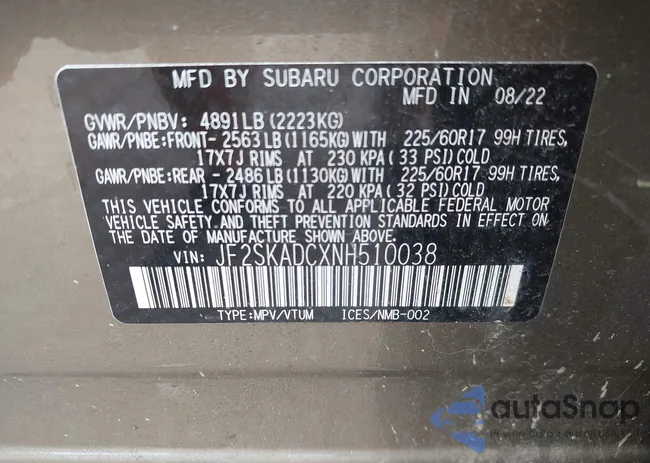 MFD BY SUBARU CORPORATION
MFD IN 08/22
GVWR/PNBV: 4891LB(2223KG)
GAWR/PNBE:FRONT- 2563LB(1165KG)WITH 225/60R17 99H TIRES,
17X7J RIMS AT 230 KPA(33 PSI)COLD
GAWR/PNBE:REAR - 2486LB(1130KG)WITH 225/60R17 99H TIRES,
17X7J RIMS AT 220 KPA(32 PSI)COLD
THIS VEHICLE CONFORMS TO ALL APPLICABLE FEDERAL MOTOR
VEHICLE SAFETY AND THEFT PREVENTION STANDARDS IN EFFECT ON
THE DATE OF MANUFACTURE SHOWN ABOVE.
VIN: JF2SKADCXNH510038
TYPE:MPV/VTUM ICES/NMB-002
autoSnap